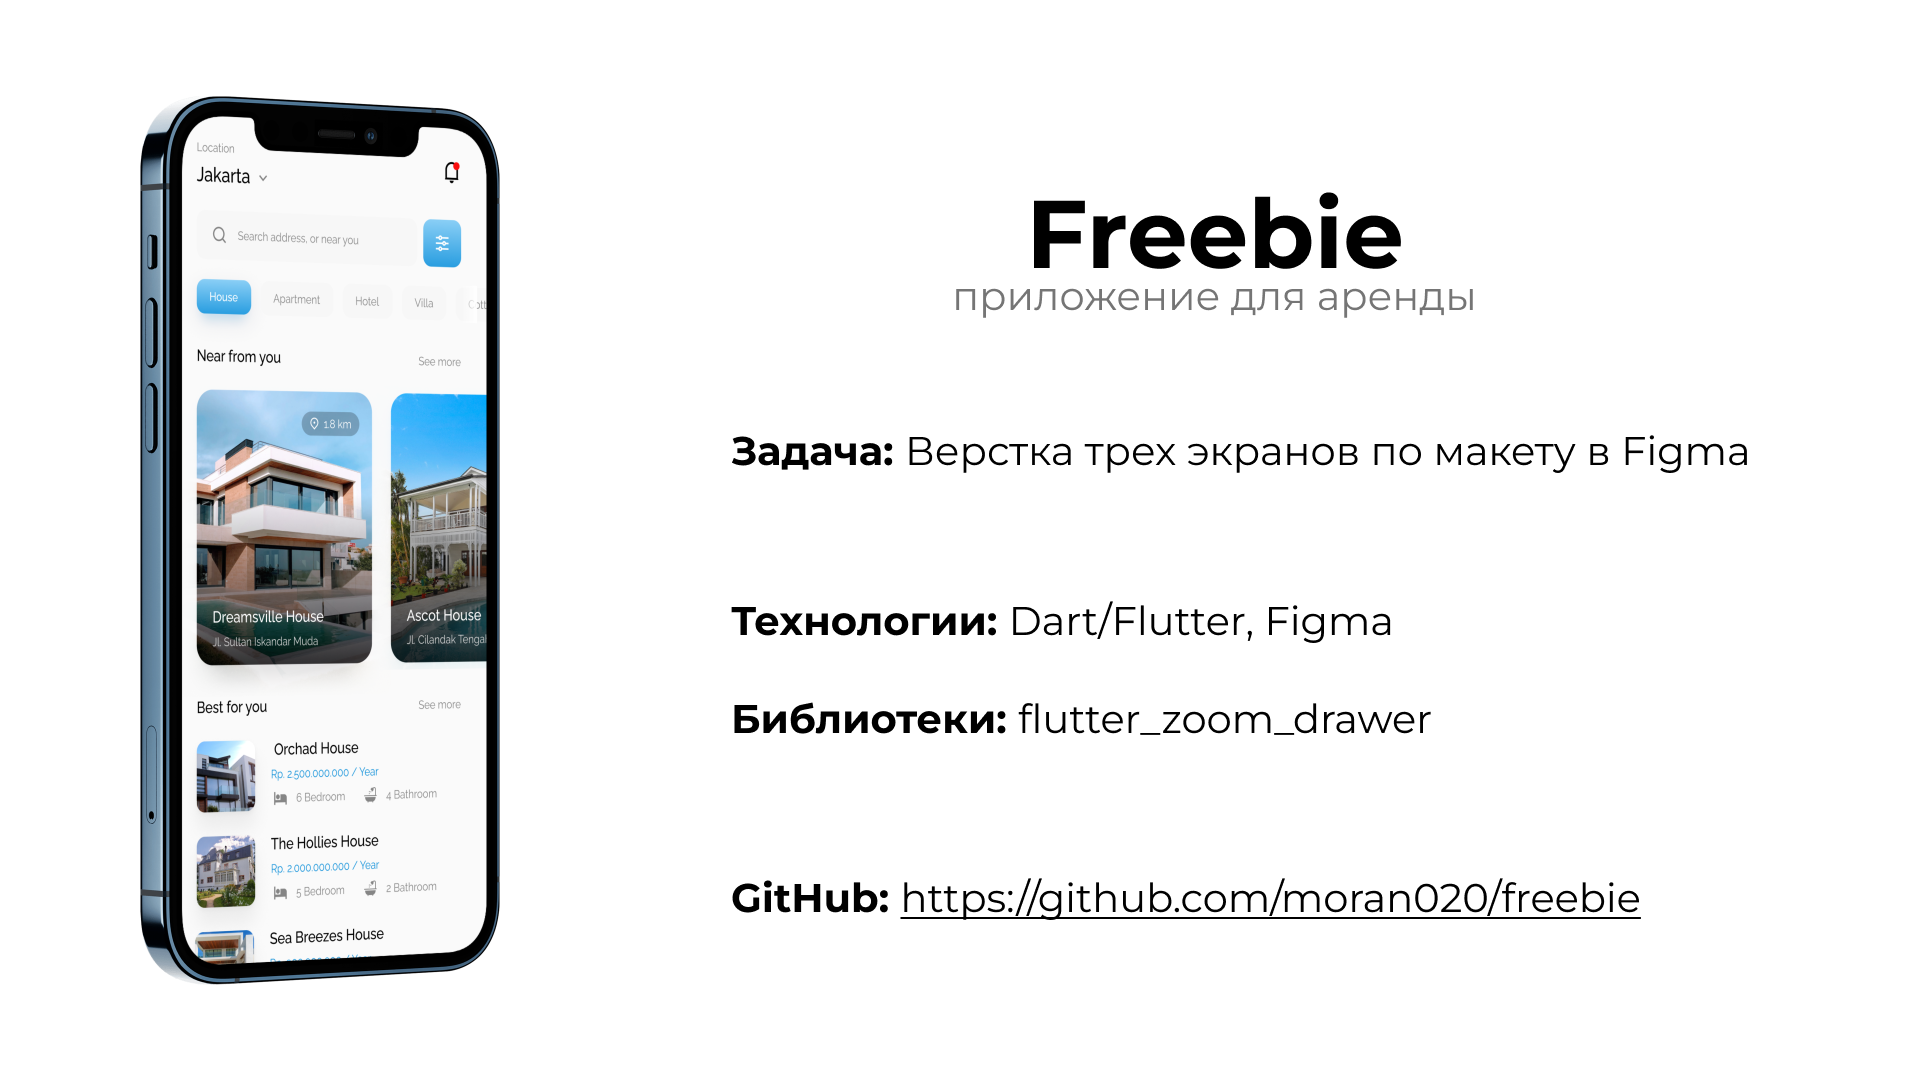 Location
Jakarta
Search address, or near you
House Apartment Hotel Villa
Near from you See more
1.8 km
Dreamsville House
Jl. Sultan Iskandar Muda
Ascot House
Jl. Cilandak Tengah
Best for you See more
Orchad House
Rp. 2.500.000.000 / Year
6 Bedroom 4 Bathroom
The Hollies House
Rp. 2.000.000.000 / Year
5 Bedroom 2 Bathroom
Sea Breezes House
Freebie
приложение для аренды
Задача: Верстка трех экранов по макету в Figma
Технологии: Dart/Flutter, Figma
Библиотеки: flutter_zoom_drawer
GitHub: https://github.com/moran020/freebie